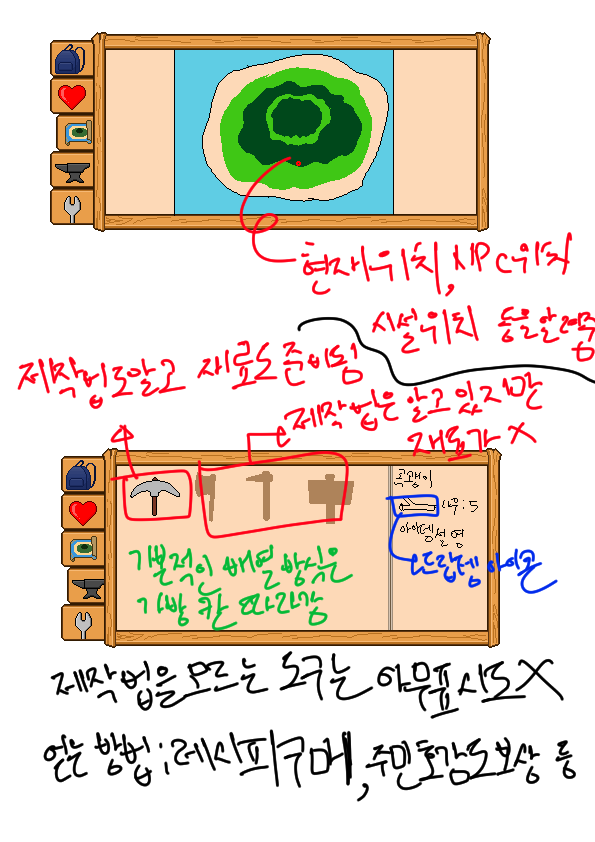 현재위치, NPC위치
시설위치 등을알려줌
제작법도알고 재료도 준비됨
제작법은 알고있지만
재료가 X
곡괭이
나무 : 5
아이템설명
드랍템 아이콘
기본적인 배열 방식은
가방 칸 따라감
제작법을모르는 도구는 아무표시도X
얻는 방법 ; 레시피구매, 주민호감도보상 등